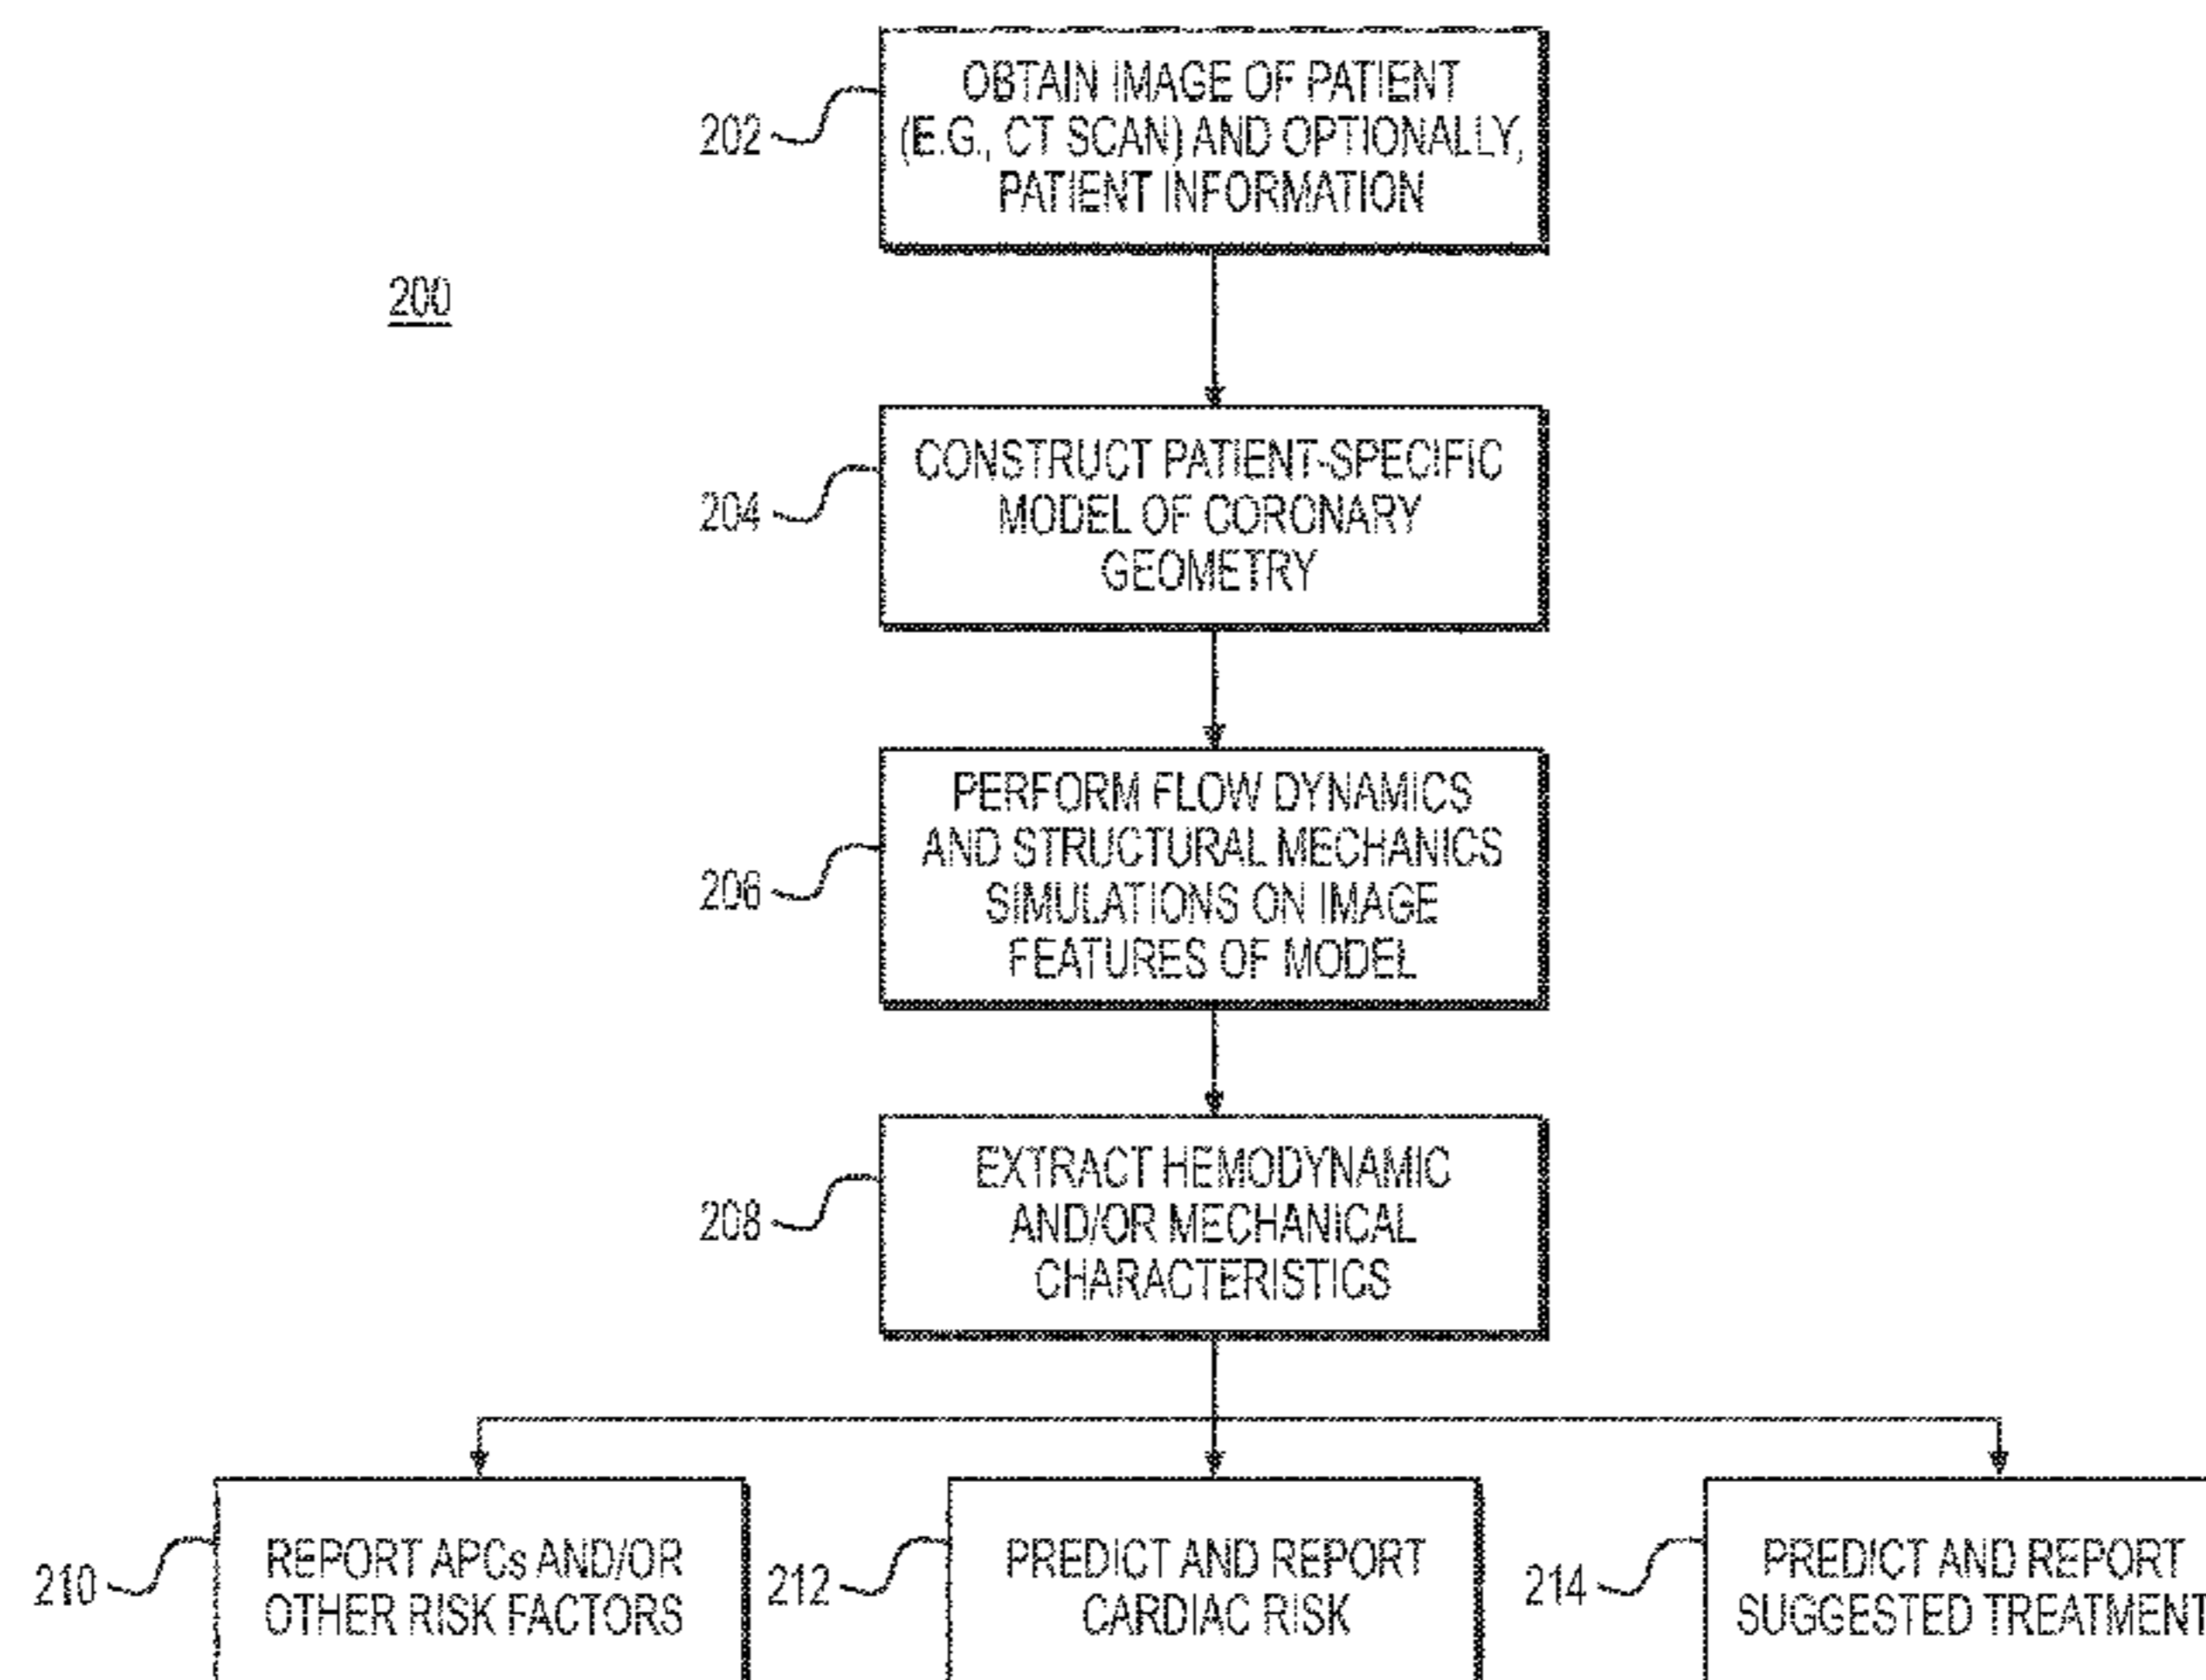 OBTAIN IMAGE OF PATIENT
202
(E.G., CT SCAN) AND OPTIONALLY,
PATIENT INFORMATION
200
CONSTRUCT PATIENT-SPECIFIC
204
MODEL OF CORONARY
GEOMETRY
PERFORM FLOW DYNAMICS
AND STRUCTURAL MECHANICS
206
SIMULATIONS ON IMAGE
FEATURES OF MODEL
EXTRACT HEMODYNAMIC
208
AND/OR MECHANICAL
CHARACTERISTICS
210
REPORT APCs AND/OR
OTHER RISK FACTORS
212
PREDICT AND REPORT
CARDIAC RISK
214
PREDICT AND REPORT
SUGGESTED TREATMENT